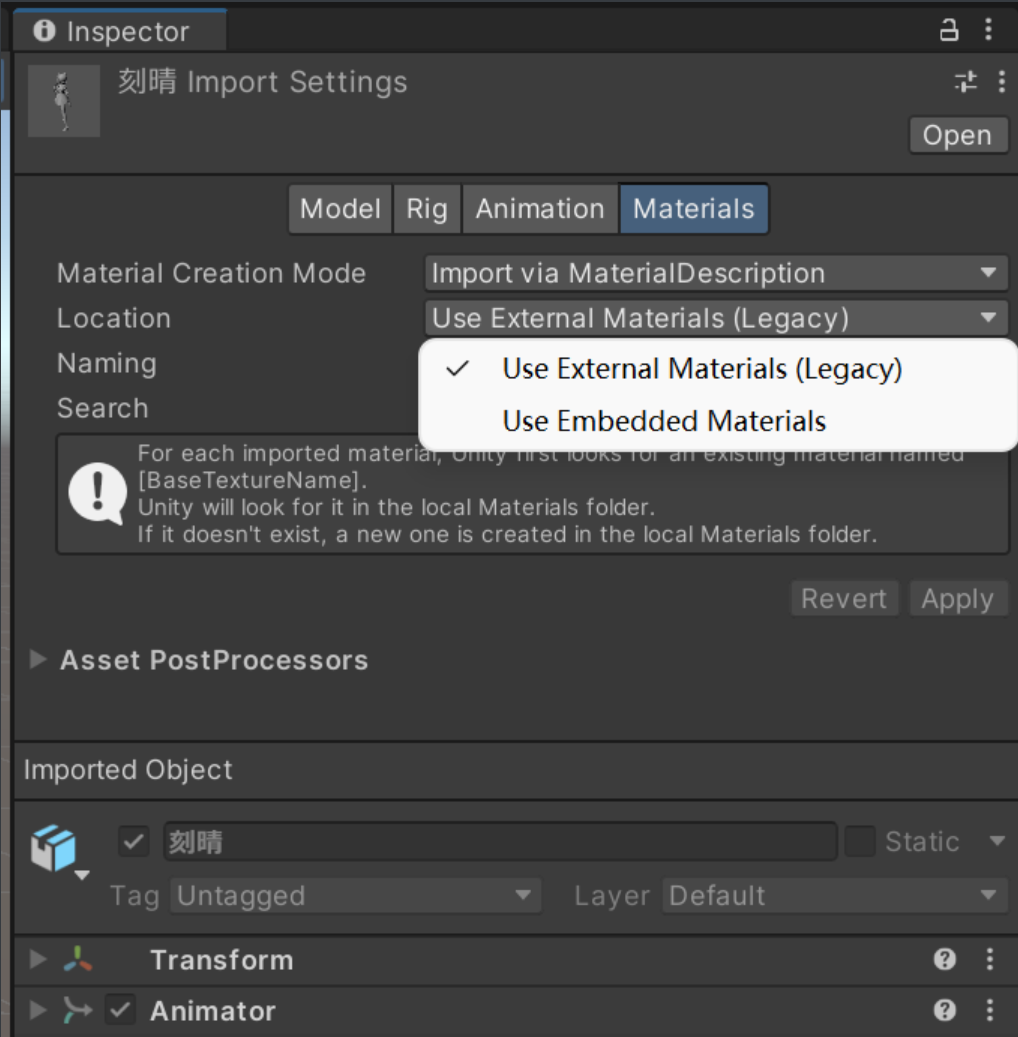 Inspector
刻晴 Import Settings
Open
Model Rig Animation Materials
Material Creation Mode Import via MaterialDescription
Location Use External Materials (Legacy)
Naming
Use External Materials (Legacy)
Search
Use Embedded Materials
For each imported material, Unity first looks for an existing material named
[BaseTextureName].
Unity will look for it in the local Materials folder.
If it doesn't exist, a new one is created in the local Materials folder.
Revert Apply
Asset PostProcessors
Imported Object
刻晴 Static
Tag Untagged Layer Default
Transform
Animator